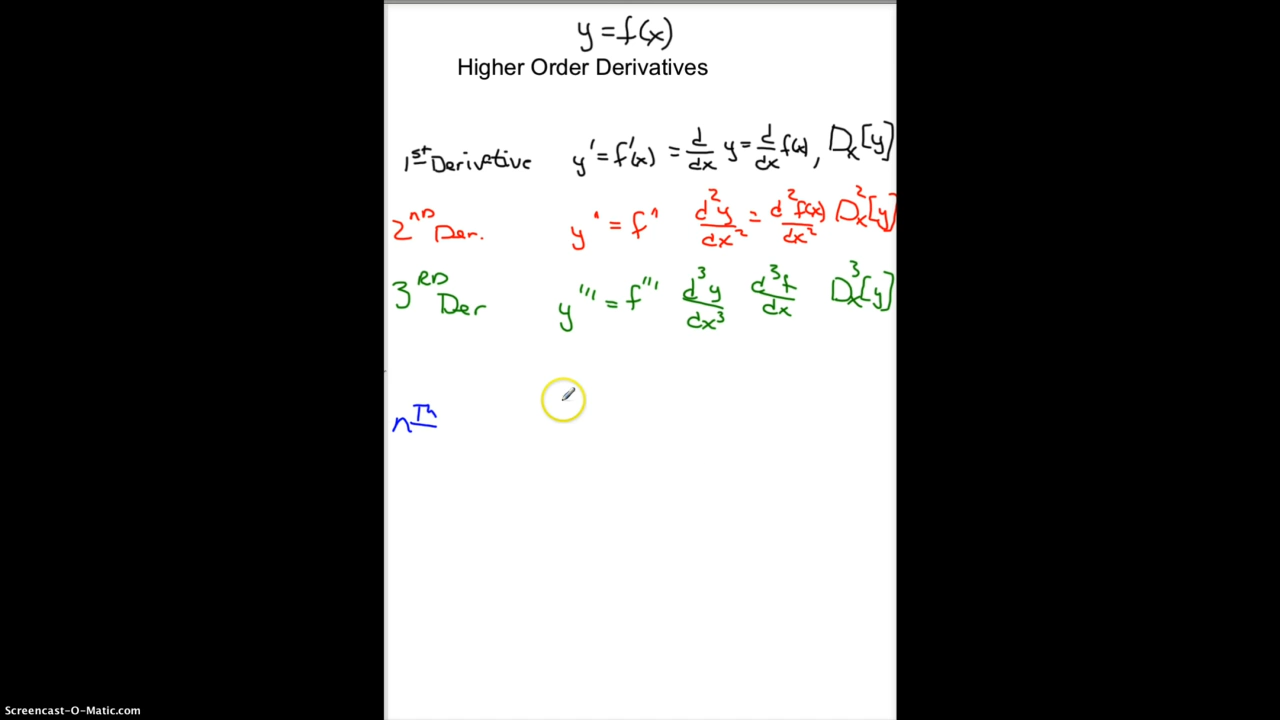 y = f(x)
Higher Order Derivatives
1st Derivative y' = f'(x) = d/dx y = d/dx f(x), Dx[y]
2ND Der. y' = f" d²y/dx² = d²f(x)/dx² Dx²[y]
3RD Der y''' = f''' d³y/dx³ d³f/dx Dx³[y]
nTh
Screencast-O-Matic.com